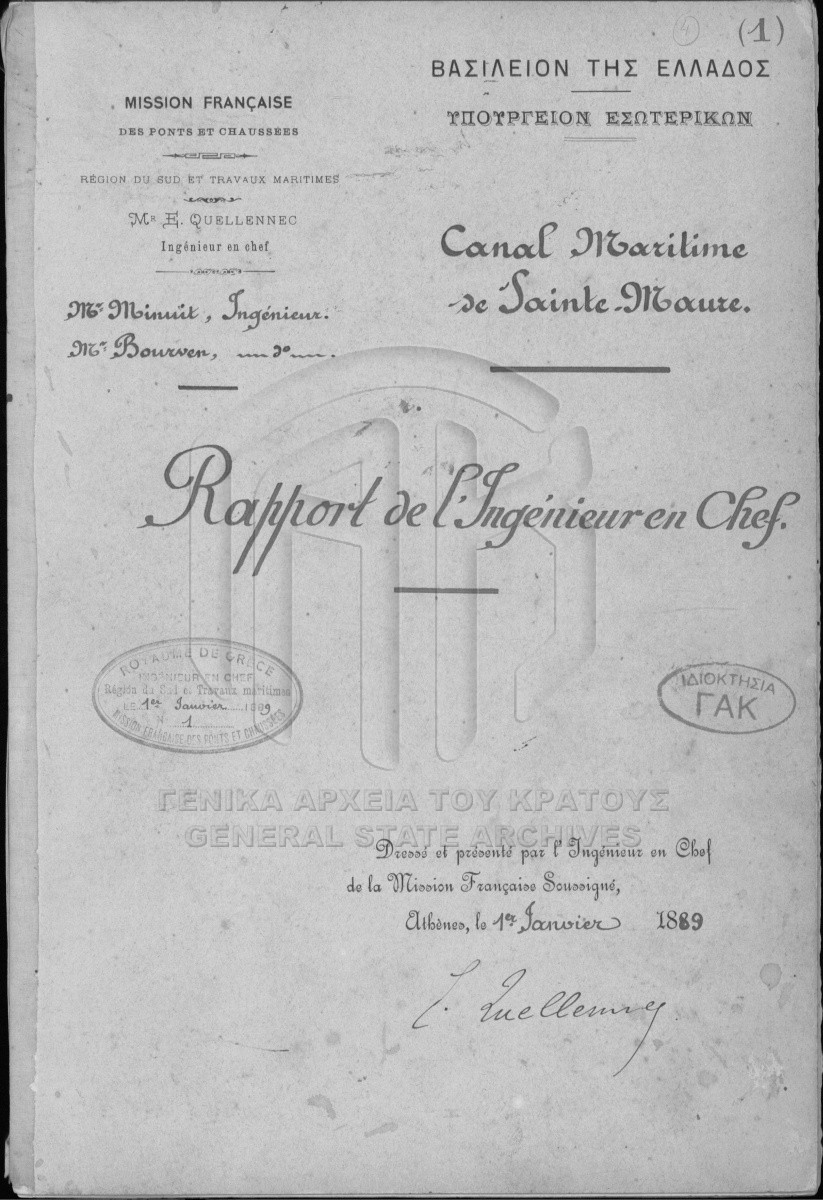 (4) (1)
MISSION FRANÇAISE
DES PONTS ET CHAUSSÉES
RÉGION DU SUD ET TRAVAUX MARITIMES
Mr E. QUELLENNEC
Ingénieur en chef
Mr Minuit, Ingénieur.
Mr Bourven, do.
ΒΑΣΙΛΕΙΟΝ ΤΗΣ ΕΛΛΑΔΟΣ
ΥΠΟΥΡΓΕΙΟΝ ΕΣΩΤΕΡΙΚΩΝ
Canal Maritime
de Sainte-Maure.
Rapport de l'Ingénieur en Chef.
ROYAUME DE GRÈCE
INGÉNIEUR EN CHEF
Région du Sud et Travaux maritimes
LE 1er Janvier 1889
N° 1
MISSION FRANÇAISE DES PONTS ET CHAUSSÉES
ΙΔΙΟΚΤΗΣΙΑ
ΓΑΚ
ΓΕΝΙΚΑ ΑΡΧΕΙΑ ΤΟΥ ΚΡΑΤΟΥΣ
GENERAL STATE ARCHIVES
Dressé et présenté par l'Ingénieur en Chef
de la Mission Française Soussigné,
Athènes, le 1er Janvier 1889
E. Quellennec